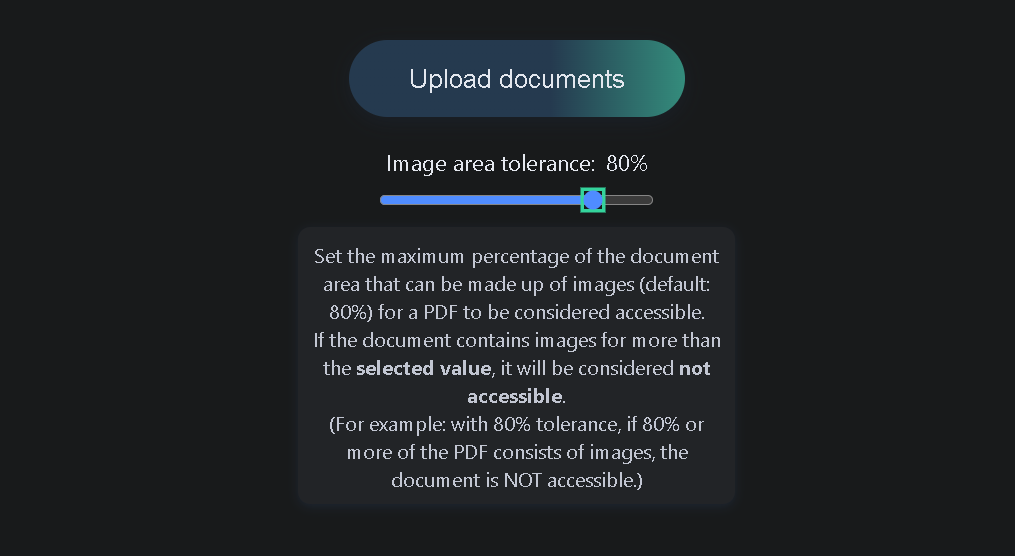 Upload documents
Image area tolerance: 80%
Set the maximum percentage of the document
area that can be made up of images (default:
80%) for a PDF to be considered accessible.
If the document contains images for more than
the selected value, it will be considered not
accessible.
(For example: with 80% tolerance, if 80% or
more of the PDF consists of images, the
document is NOT accessible.)